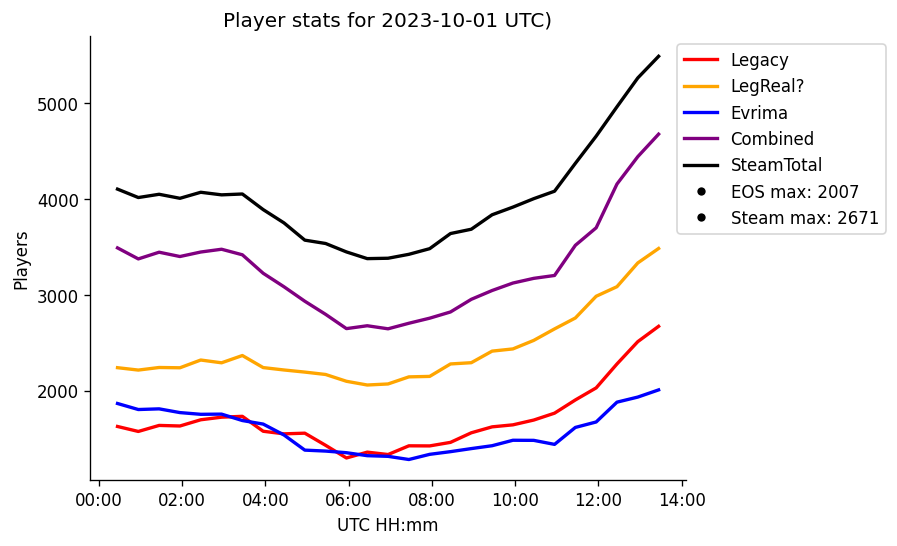 Player stats for 2023-10-01 UTC)
Legacy
LegReal?
Evrima
Combined
SteamTotal
EOS max: 2007
Steam max: 2671
Players
5000
4000
3000
2000
00:00 02:00 04:00 06:00 08:00 10:00 12:00 14:00
UTC HH:mm